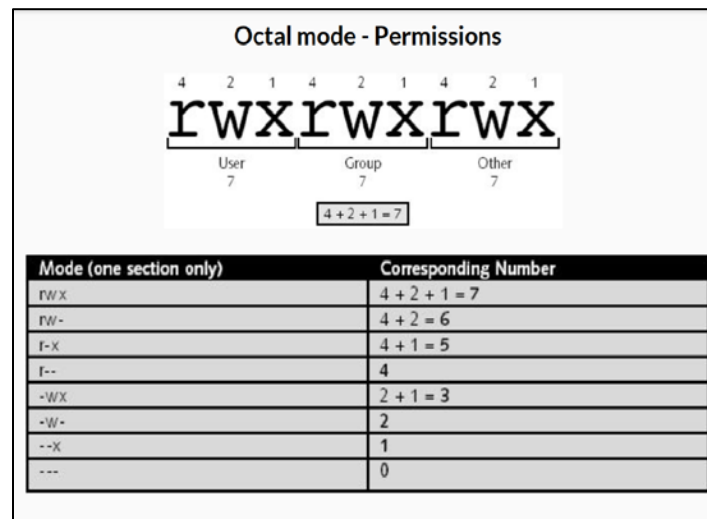 Octal mode - Permissions
4 2 1 4 2 1 4 2 1
rwxrwxrwx
User Group Other
7 7 7
4 + 2 + 1 = 7
Mode (one section only) Corresponding Number
rwx 4 + 2 + 1 = 7
rw- 4 + 2 = 6
r-x 4 + 1 = 5
r-- 4
-wx 2 + 1 = 3
-w- 2
--x 1
--- 0